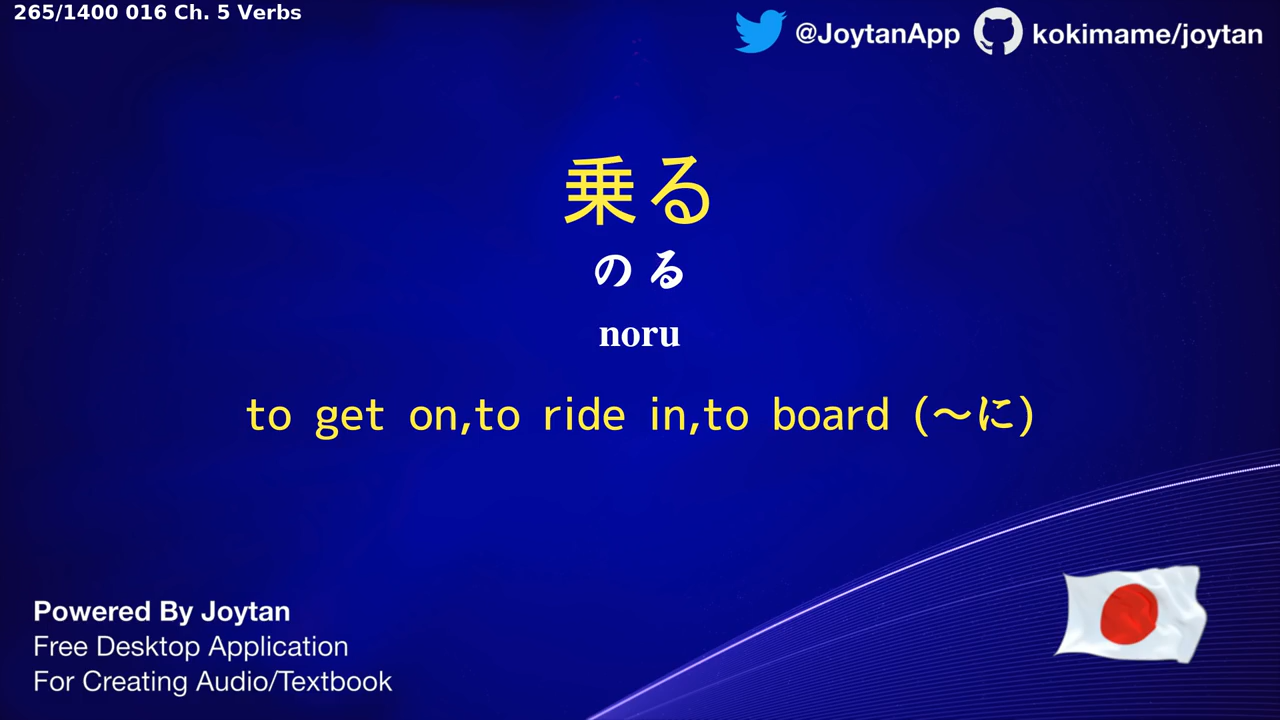 265/1400 016 Ch. 5 Verbs
@JoytanApp kokimame/joytan
乗る
のる
noru
to get on,to ride in,to board (〜に)
Powered By Joytan
Free Desktop Application
For Creating Audio/Textbook